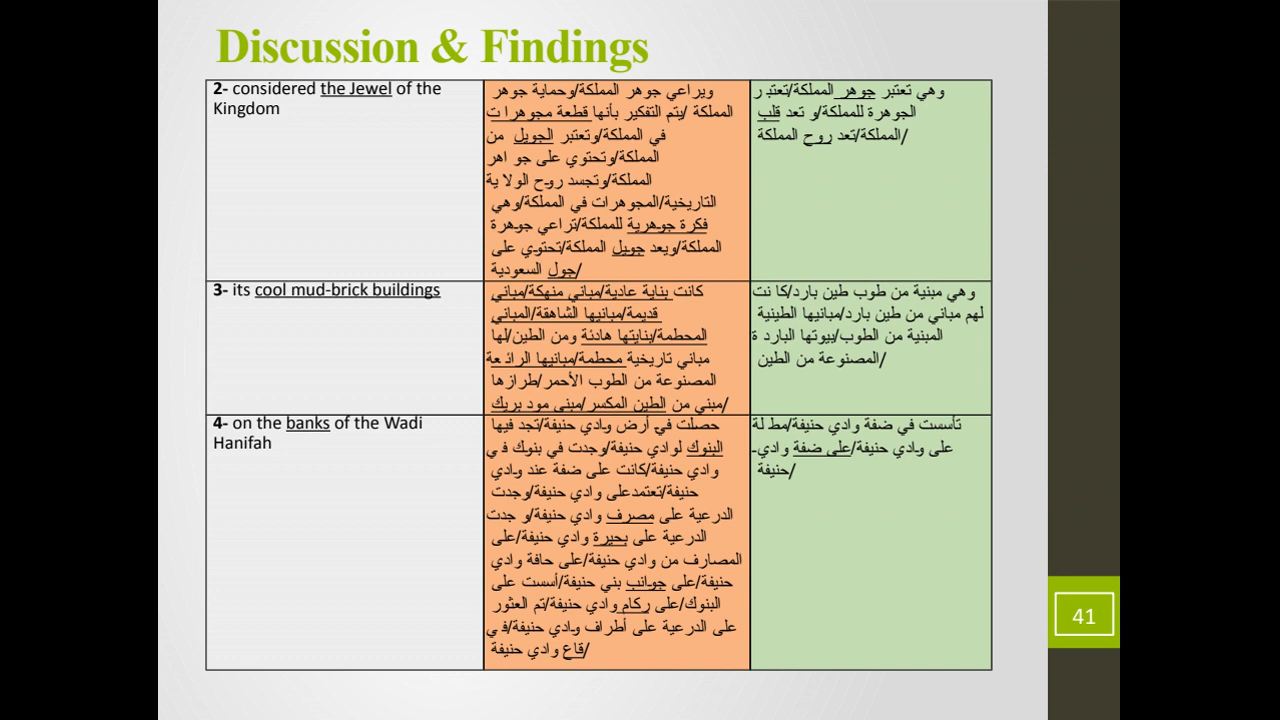 Discussion & Findings
2- considered the Jewel of the
Kingdom
ويراعي جوهر المملكة/وحماية جوهر
المملكة /يتم التفكير بأنها قطعة مجوهرا ت
في المملكة/وتعتبر الجويل من
المملكة/وتحتوي على جو اهر
المملكة/وتجسد روح الولا ية
التاريخية/المجوهرات في المملكة/وهي
فكرة جوهرية للمملكة/تراعي جوهرة
المملكة/ويعد جويل المملكة/تحتوي على
جول السعودية/
وهي تعتبر جوهر المملكة/تعتبر
الجوهرة للمملكة/و تعد قلب
المملكة/تعد روح المملكة/
3- its cool mud-brick buildings
كانت بناية عادية/مباني منهكة/مباني
قديمة/مبانيها الشاهقة/المباني
المحطمة/بنايتها هادئة ومن الطين/لها
مباني تاريخية محطمة/مبانيها الرائ عة
المصنوعة من الطوب الأحمر/طرازها
مبني من الطين المكسر/مبنى مود بريك/
وهي مبنية من طوب طين بارد/كا نت
لهم مباني من طين بارد/مبانيها الطينية
المبنية من الطوب/بيوتها البارد ة
المصنوعة من الطين/
4- on the banks of the Wadi
Hanifah
حصلت في أرض وادي حنيفة/تجد فيها
البنوك لوادي حنيفة/وجدت في بنوك في
وادي حنيفة/كانت على ضفة عند وادي
حنيفة/تعتمدعلى وادي حنيفة/وجدت
الدرعية على مصرف وادي حنيفة/و جدت
الدرعية على بحيرة وادي حنيفة/على
المصارف من وادي حنيفة/على حافة وادي
حنيفة/على جوانب بني حنيفة/أسست على
البنوك/على ركام وادي حنيفة/تم العثور
على الدرعية على أطراف وادي حنيفة/في
قاع وادي حنيفة/
تأسست في ضفة وادي حنيفة/مط لة
على وادي حنيفة/على ضفة وادي
حنيفة/
41